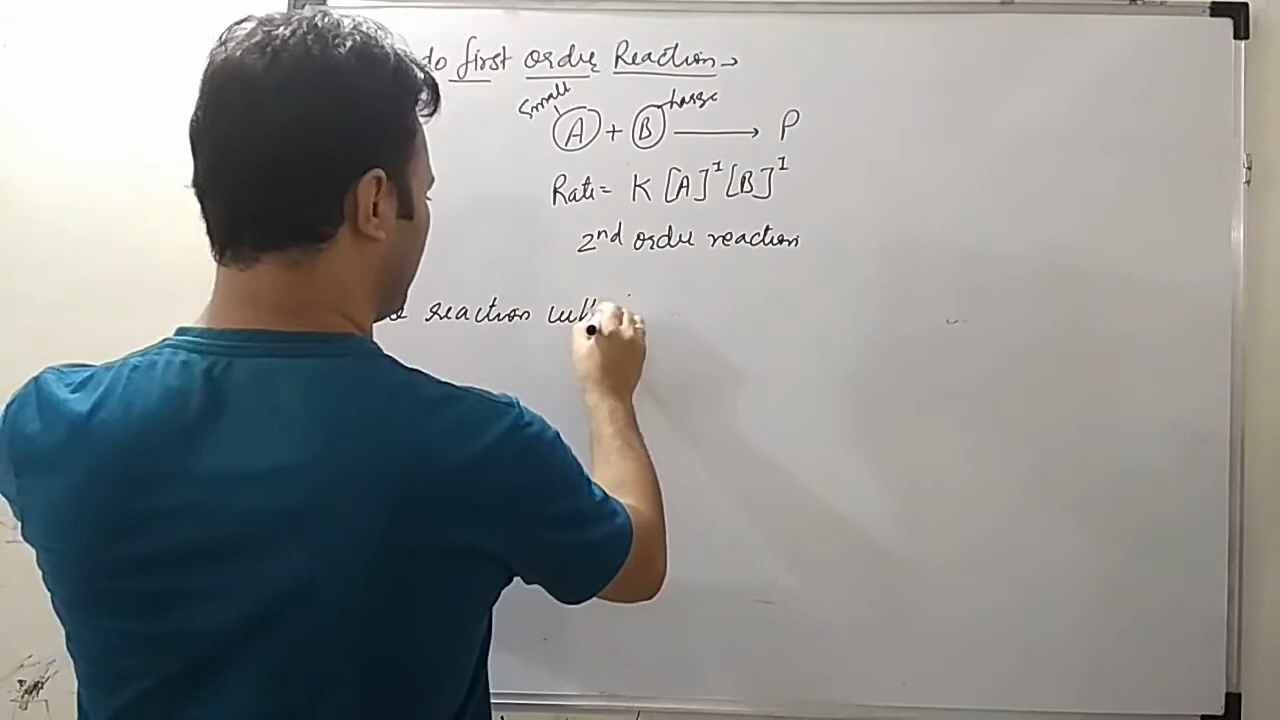 do first order Reaction →
small large
A + B ⟶ P
Rate = K [A]¹ [B]¹
2nd order reaction
reaction